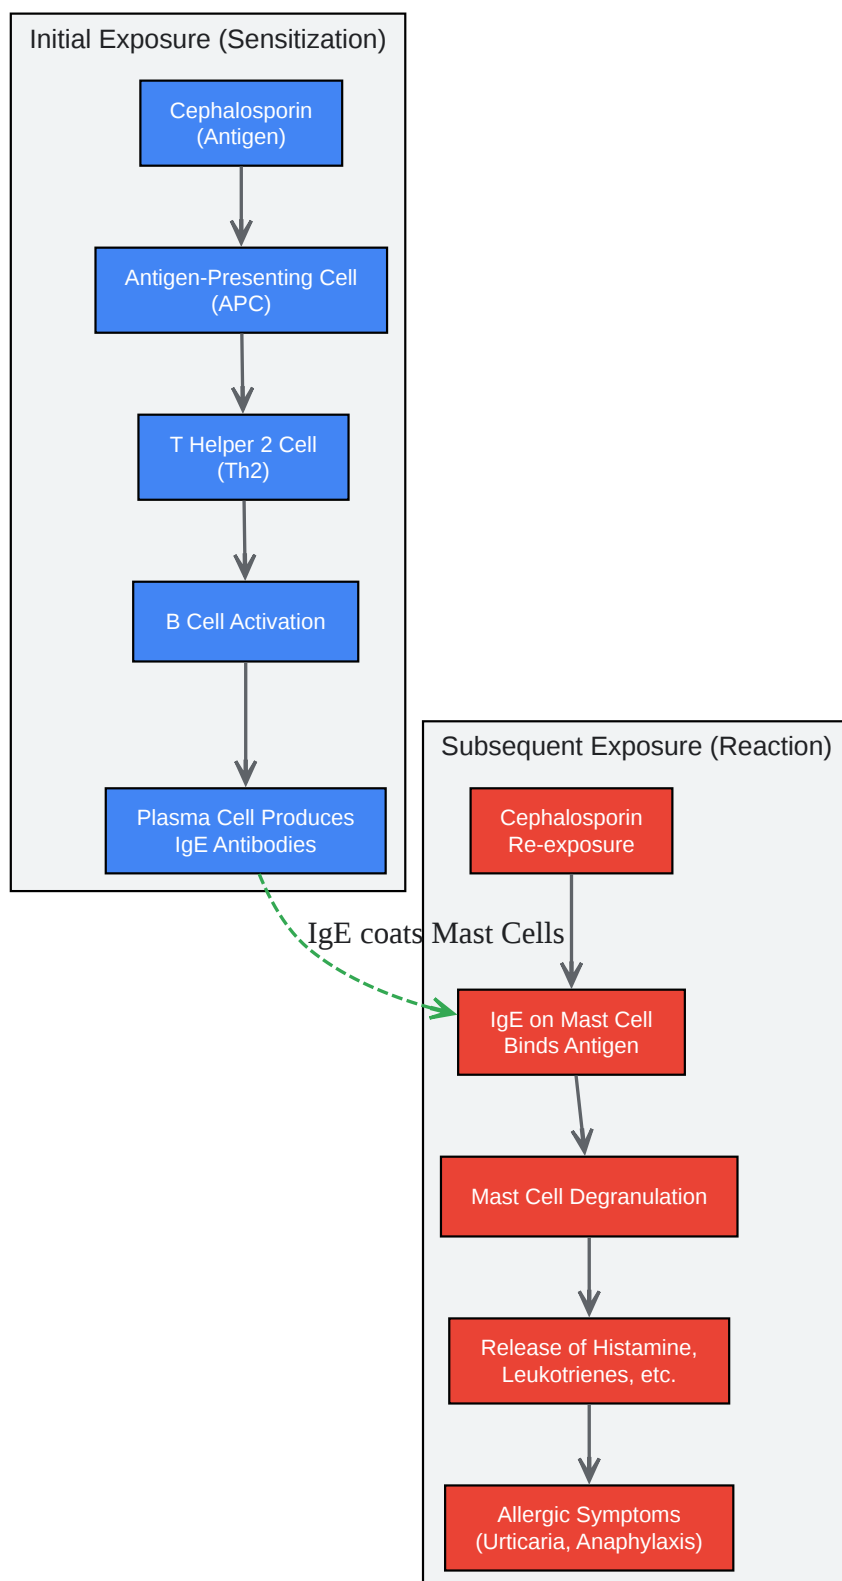 Initial Exposure (Sensitization)
Cephalosporin
(Antigen)
Antigen-Presenting Cell
(APC)
T Helper 2 Cell
(Th2)
B Cell Activation
Plasma Cell Produces
IgE Antibodies
IgE coats Mast Cells
Subsequent Exposure (Reaction)
Cephalosporin
Re-exposure
IgE on Mast Cell
Binds Antigen
Mast Cell Degranulation
Release of Histamine,
Leukotrienes, etc.
Allergic Symptoms
(Urticaria, Anaphylaxis)